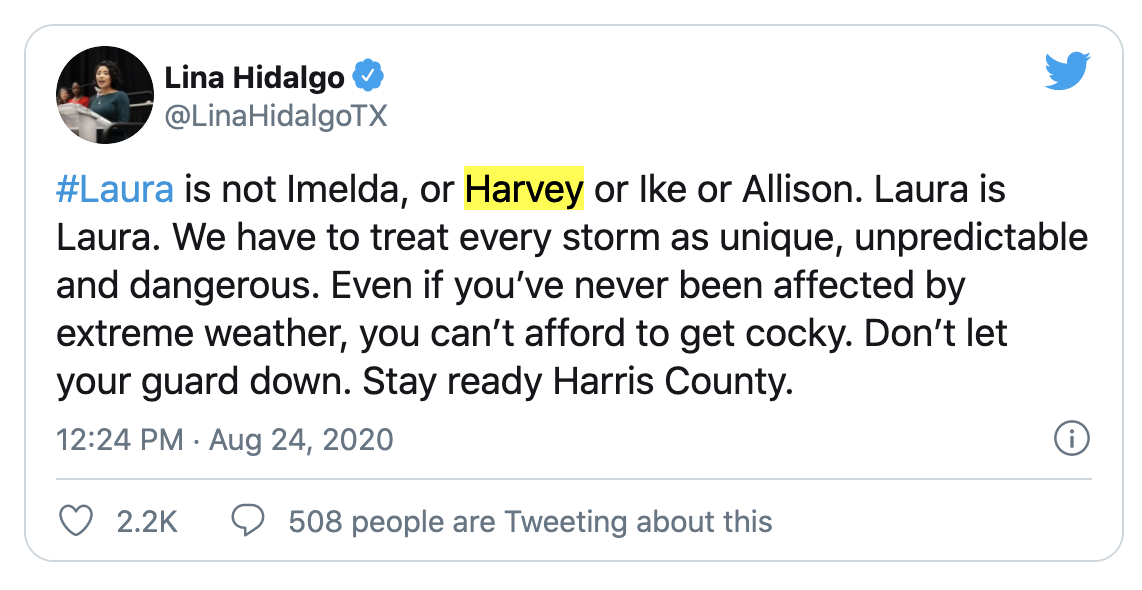 Lina Hidalgo
@LinaHidalgoTX
#Laura is not Imelda, or Harvey or Ike or Allison. Laura is
Laura. We have to treat every storm as unique, unpredictable
and dangerous. Even if you’ve never been affected by
extreme weather, you can’t afford to get cocky. Don’t let
your guard down. Stay ready Harris County.
12:24 PM · Aug 24, 2020
2.2K 508 people are Tweeting about this